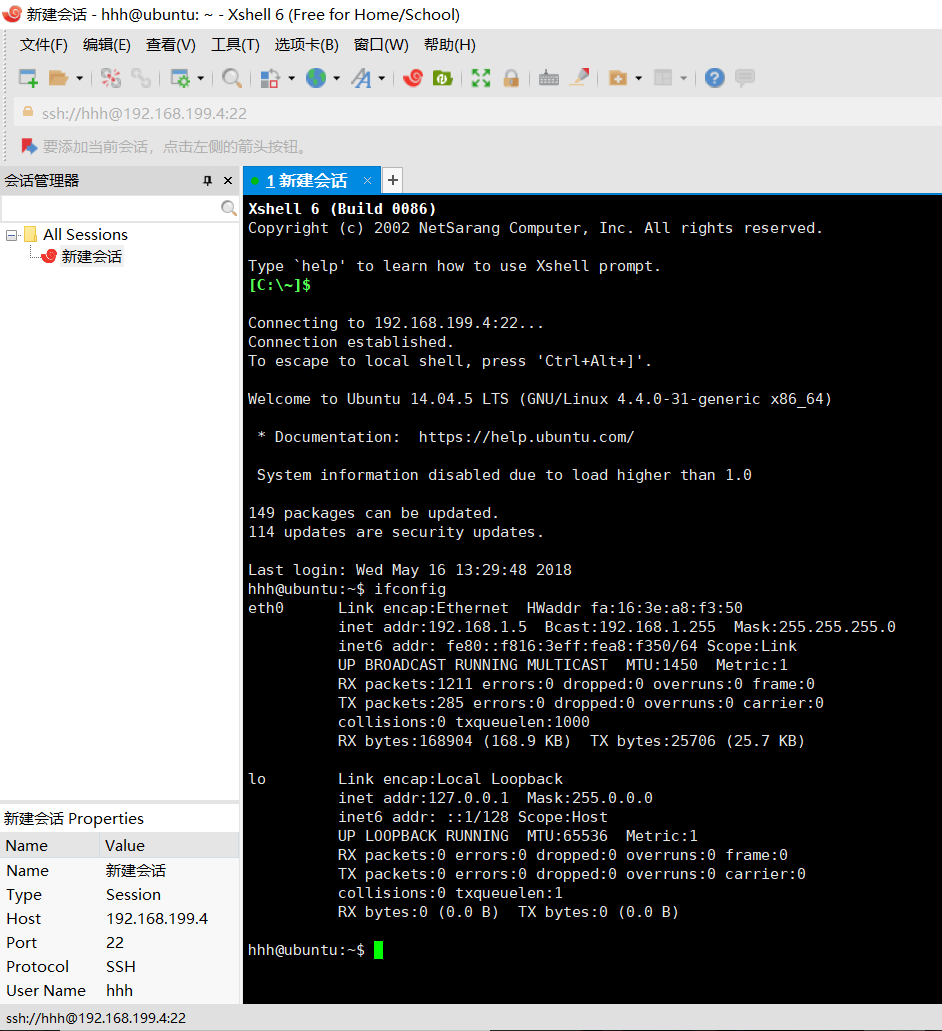 新建会话 - hhh@ubuntu: ~ - Xshell 6 (Free for Home/School)
文件(F) 编辑(E) 查看(V) 工具(T) 选项卡(B) 窗口(W) 帮助(H)
ssh://hhh@192.168.199.4:22
要添加当前会话，点击左侧的箭头按钮。
会话管理器
All Sessions
新建会话
1 新建会话
Xshell 6 (Build 0086)
Copyright (c) 2002 NetSarang Computer, Inc. All rights reserved.
Type `help' to learn how to use Xshell prompt.
[C:\~]$
Connecting to 192.168.199.4:22...
Connection established.
To escape to local shell, press 'Ctrl+Alt+]'.
Welcome to Ubuntu 14.04.5 LTS (GNU/Linux 4.4.0-31-generic x86_64)
* Documentation:  https://help.ubuntu.com/
System information disabled due to load higher than 1.0
149 packages can be updated.
114 updates are security updates.
Last login: Wed May 16 13:29:48 2018
hhh@ubuntu:~$ ifconfig
eth0      Link encap:Ethernet  HWaddr fa:16:3e:a8:f3:50
inet addr:192.168.1.5  Bcast:192.168.1.255  Mask:255.255.255.0
inet6 addr: fe80::f816:3eff:fea8:f350/64 Scope:Link
UP BROADCAST RUNNING MULTICAST  MTU:1450  Metric:1
RX packets:1211 errors:0 dropped:0 overruns:0 frame:0
TX packets:285 errors:0 dropped:0 overruns:0 carrier:0
collisions:0 txqueuelen:1000
RX bytes:168904 (168.9 KB)  TX bytes:25706 (25.7 KB)
lo        Link encap:Local Loopback
inet addr:127.0.0.1  Mask:255.0.0.0
inet6 addr: ::1/128 Scope:Host
UP LOOPBACK RUNNING  MTU:65536  Metric:1
RX packets:0 errors:0 dropped:0 overruns:0 frame:0
TX packets:0 errors:0 dropped:0 overruns:0 carrier:0
collisions:0 txqueuelen:1
RX bytes:0 (0.0 B)  TX bytes:0 (0.0 B)
hhh@ubuntu:~$
新建会话 Properties
Name Value
Name 新建会话
Type Session
Host 192.168.199.4
Port 22
Protocol SSH
User Name hhh
ssh://hhh@192.168.199.4:22